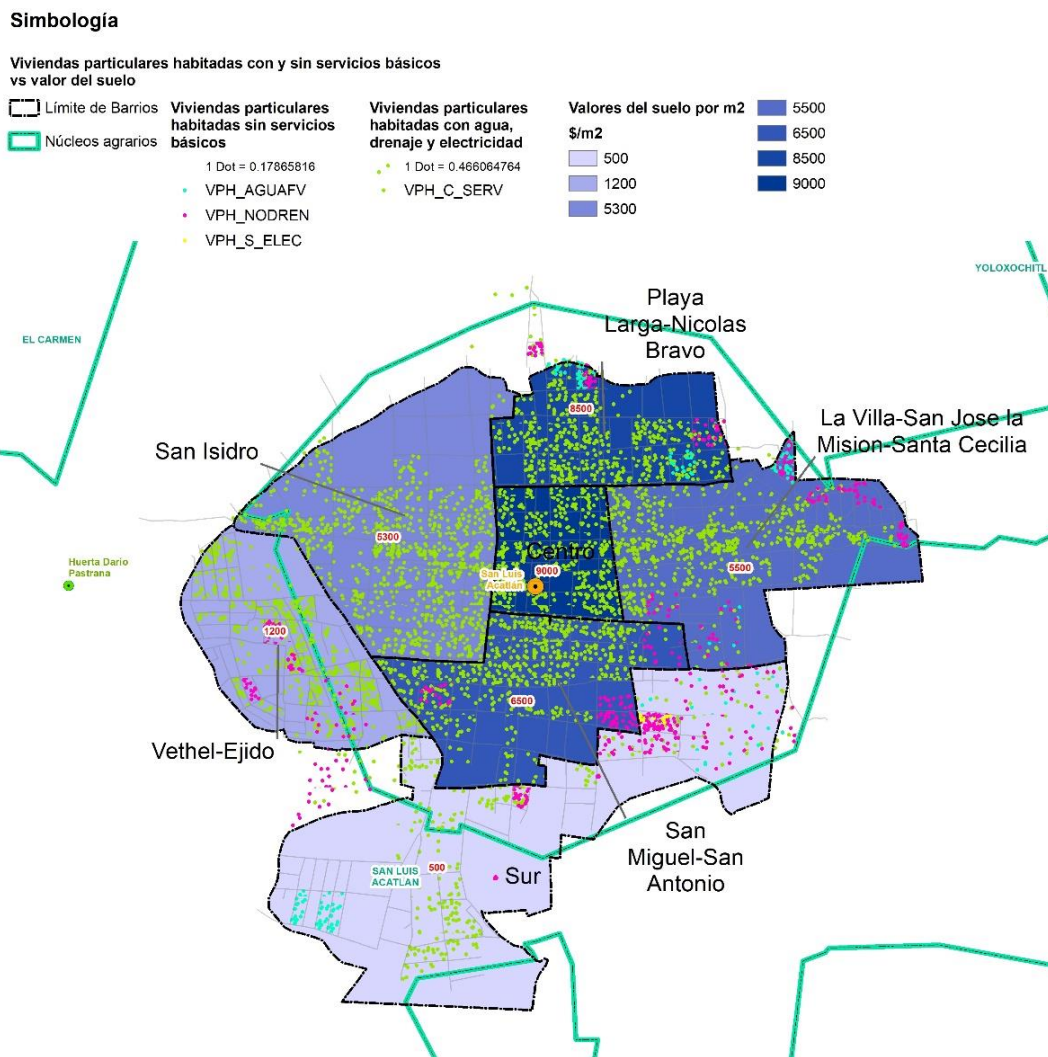 Simbología
Viviendas particulares habitadas con y sin servicios básicos
vs valor del suelo
Límite de Barrios
Núcleos agrarios
Viviendas particulares
habitadas sin servicios
básicos
1 Dot = 0.17865816
VPH_AGUAFV
VPH_NODREN
VPH_S_ELEC
Viviendas particulares
habitadas con agua,
drenaje y electricidad
1 Dot = 0.466064764
VPH_C_SERV
Valores del suelo por m2
$/m2
500
1200
5300
5500
6500
8500
9000
YOLOXOCHITL
EL CARMEN
Playa
Larga-Nicolas
Bravo
8500
La Villa-San Jose la
Mision-Santa Cecilia
San Isidro
5300
Centro
9000
San Luis
Acatlán
5500
Huerta Darío
Pastrana
1200
6500
Vethel-Ejido
San
Miguel-San
Antonio
SAN LUIS
ACATLAN
500
Sur